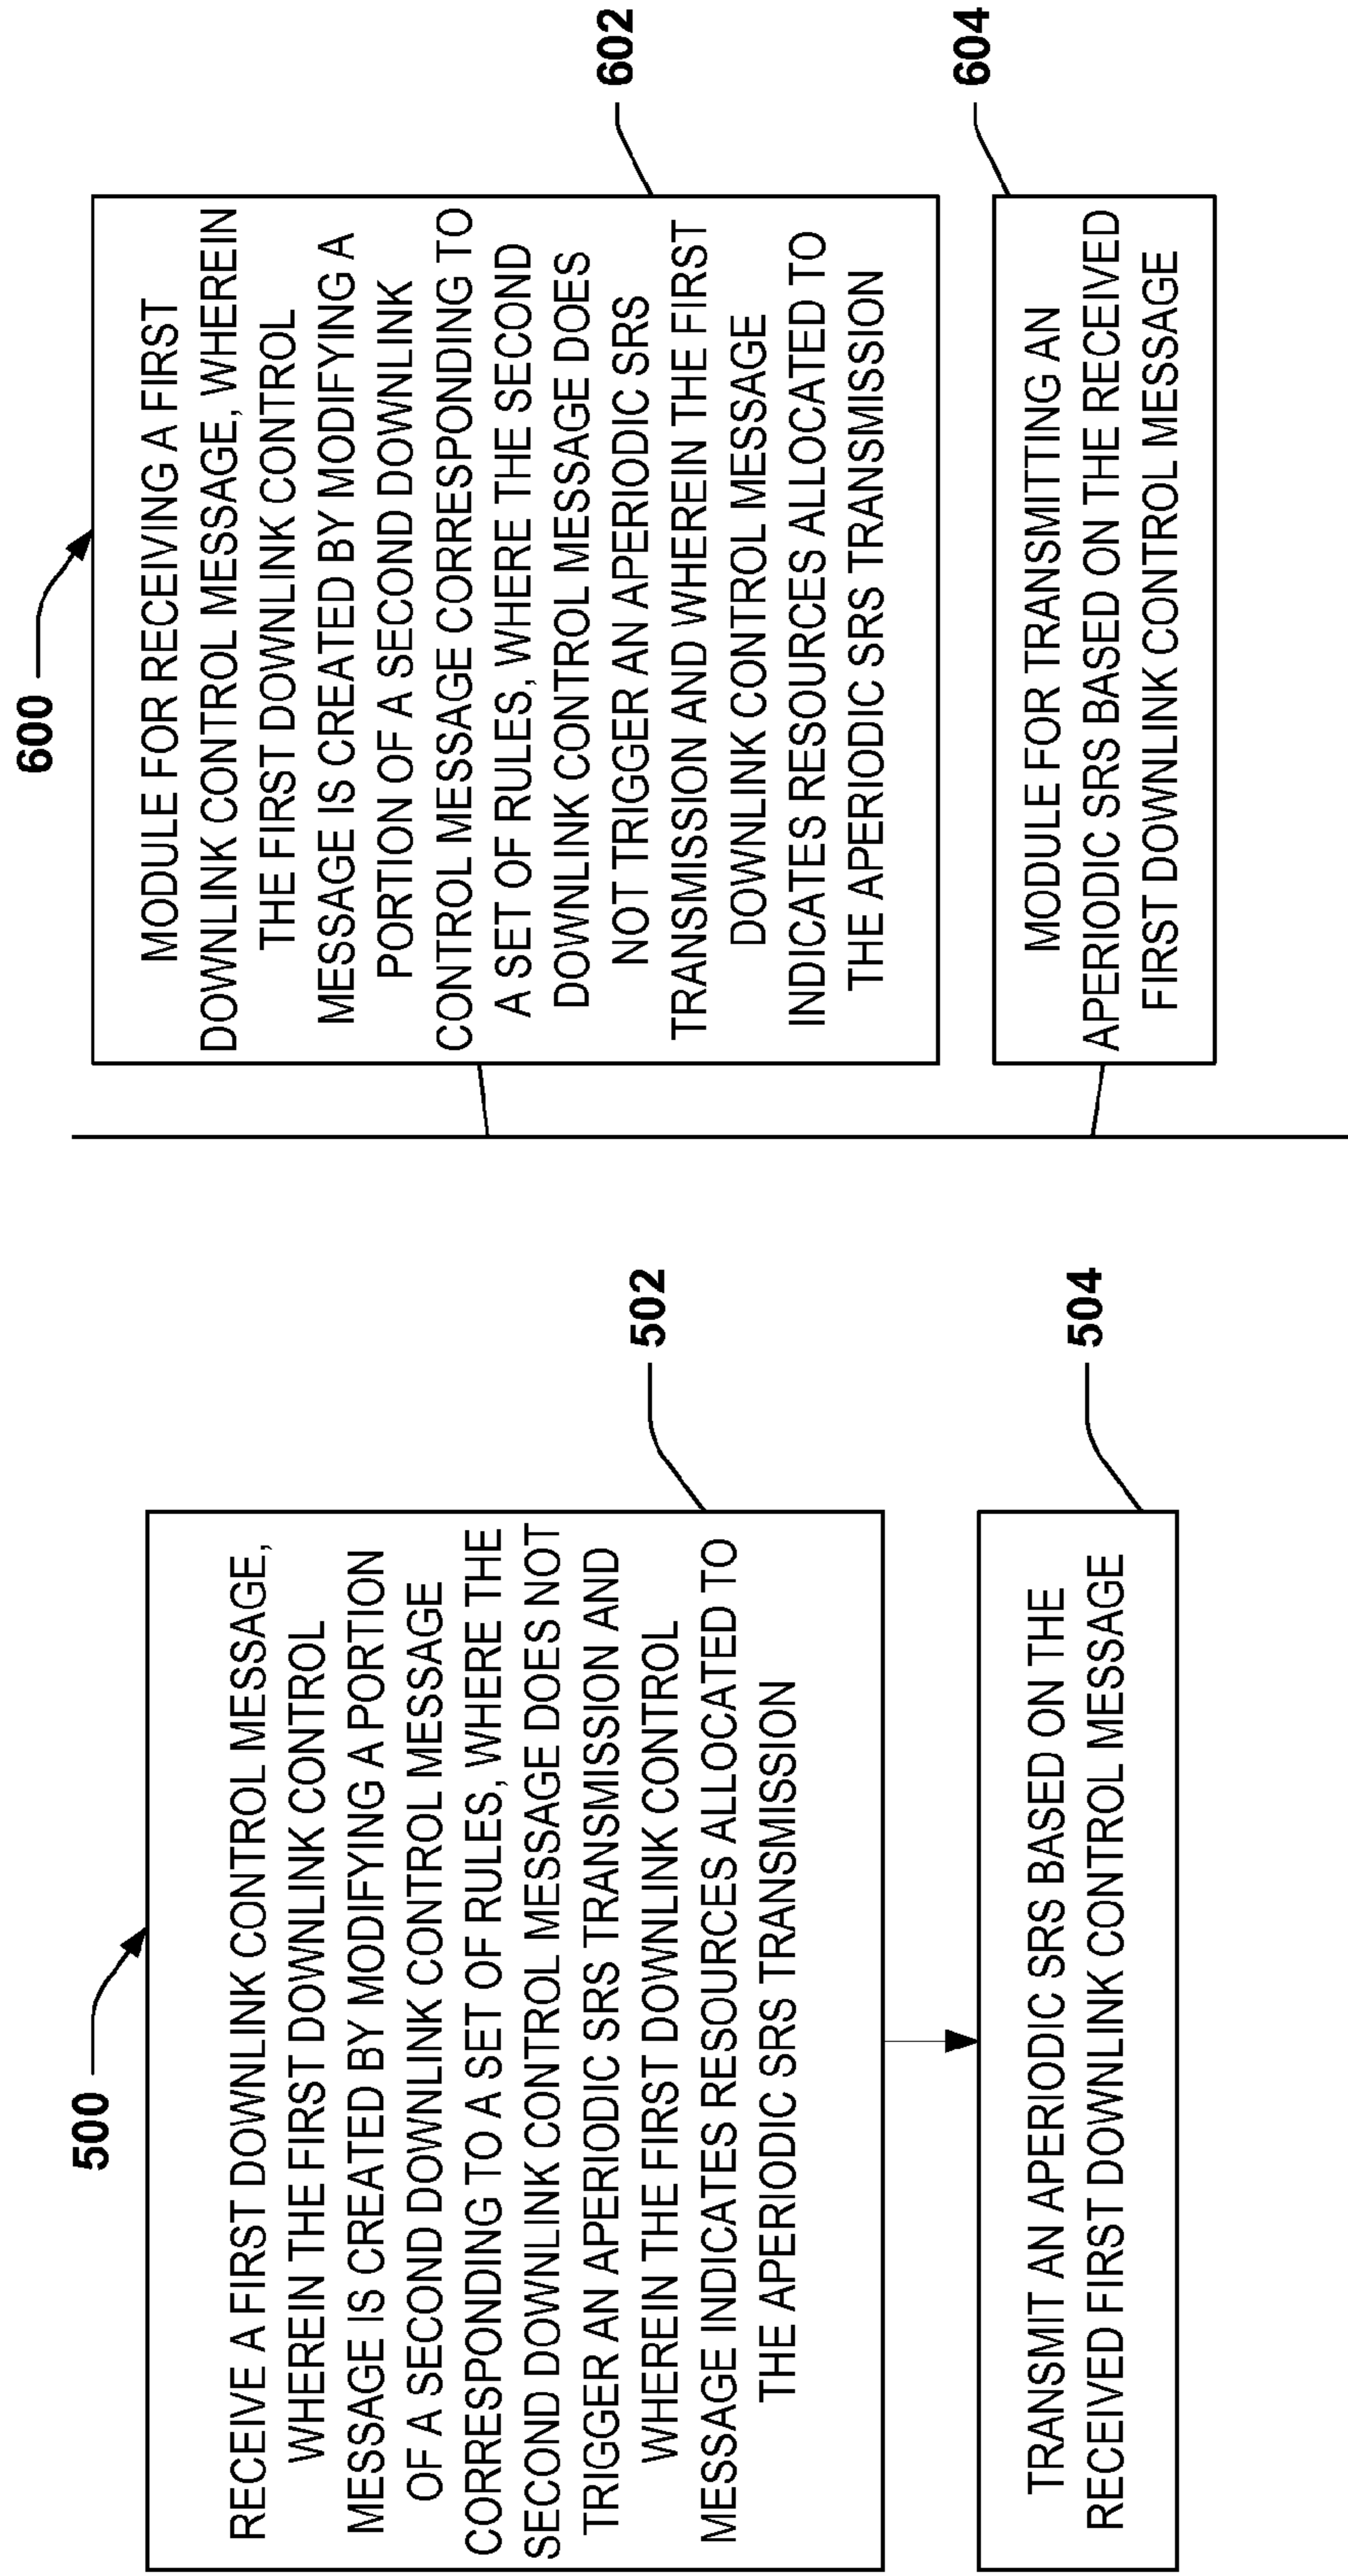 500
RECEIVE A FIRST DOWNLINK CONTROL MESSAGE,
WHEREIN THE FIRST DOWNLINK CONTROL
MESSAGE IS CREATED BY MODIFYING A PORTION
OF A SECOND DOWNLINK CONTROL MESSAGE
CORRESPONDING TO A SET OF RULES, WHERE THE
SECOND DOWNLINK CONTROL MESSAGE DOES NOT
TRIGGER AN APERIODIC SRS TRANSMISSION AND
WHEREIN THE FIRST DOWNLINK CONTROL
MESSAGE INDICATES RESOURCES ALLOCATED TO
THE APERIODIC SRS TRANSMISSION
502
TRANSMIT AN APERIODIC SRS BASED ON THE
RECEIVED FIRST DOWNLINK CONTROL MESSAGE
504
600
MODULE FOR RECEIVING A FIRST
DOWNLINK CONTROL MESSAGE, WHEREIN
THE FIRST DOWNLINK CONTROL
MESSAGE IS CREATED BY MODIFYING A
PORTION OF A SECOND DOWNLINK
CONTROL MESSAGE CORRESPONDING TO
A SET OF RULES, WHERE THE SECOND
DOWNLINK CONTROL MESSAGE DOES
NOT TRIGGER AN APERIODIC SRS
TRANSMISSION AND WHEREIN THE FIRST
DOWNLINK CONTROL MESSAGE
INDICATES RESOURCES ALLOCATED TO
THE APERIODIC SRS TRANSMISSION
602
MODULE FOR TRANSMITTING AN
APERIODIC SRS BASED ON THE RECEIVED
FIRST DOWNLINK CONTROL MESSAGE
604